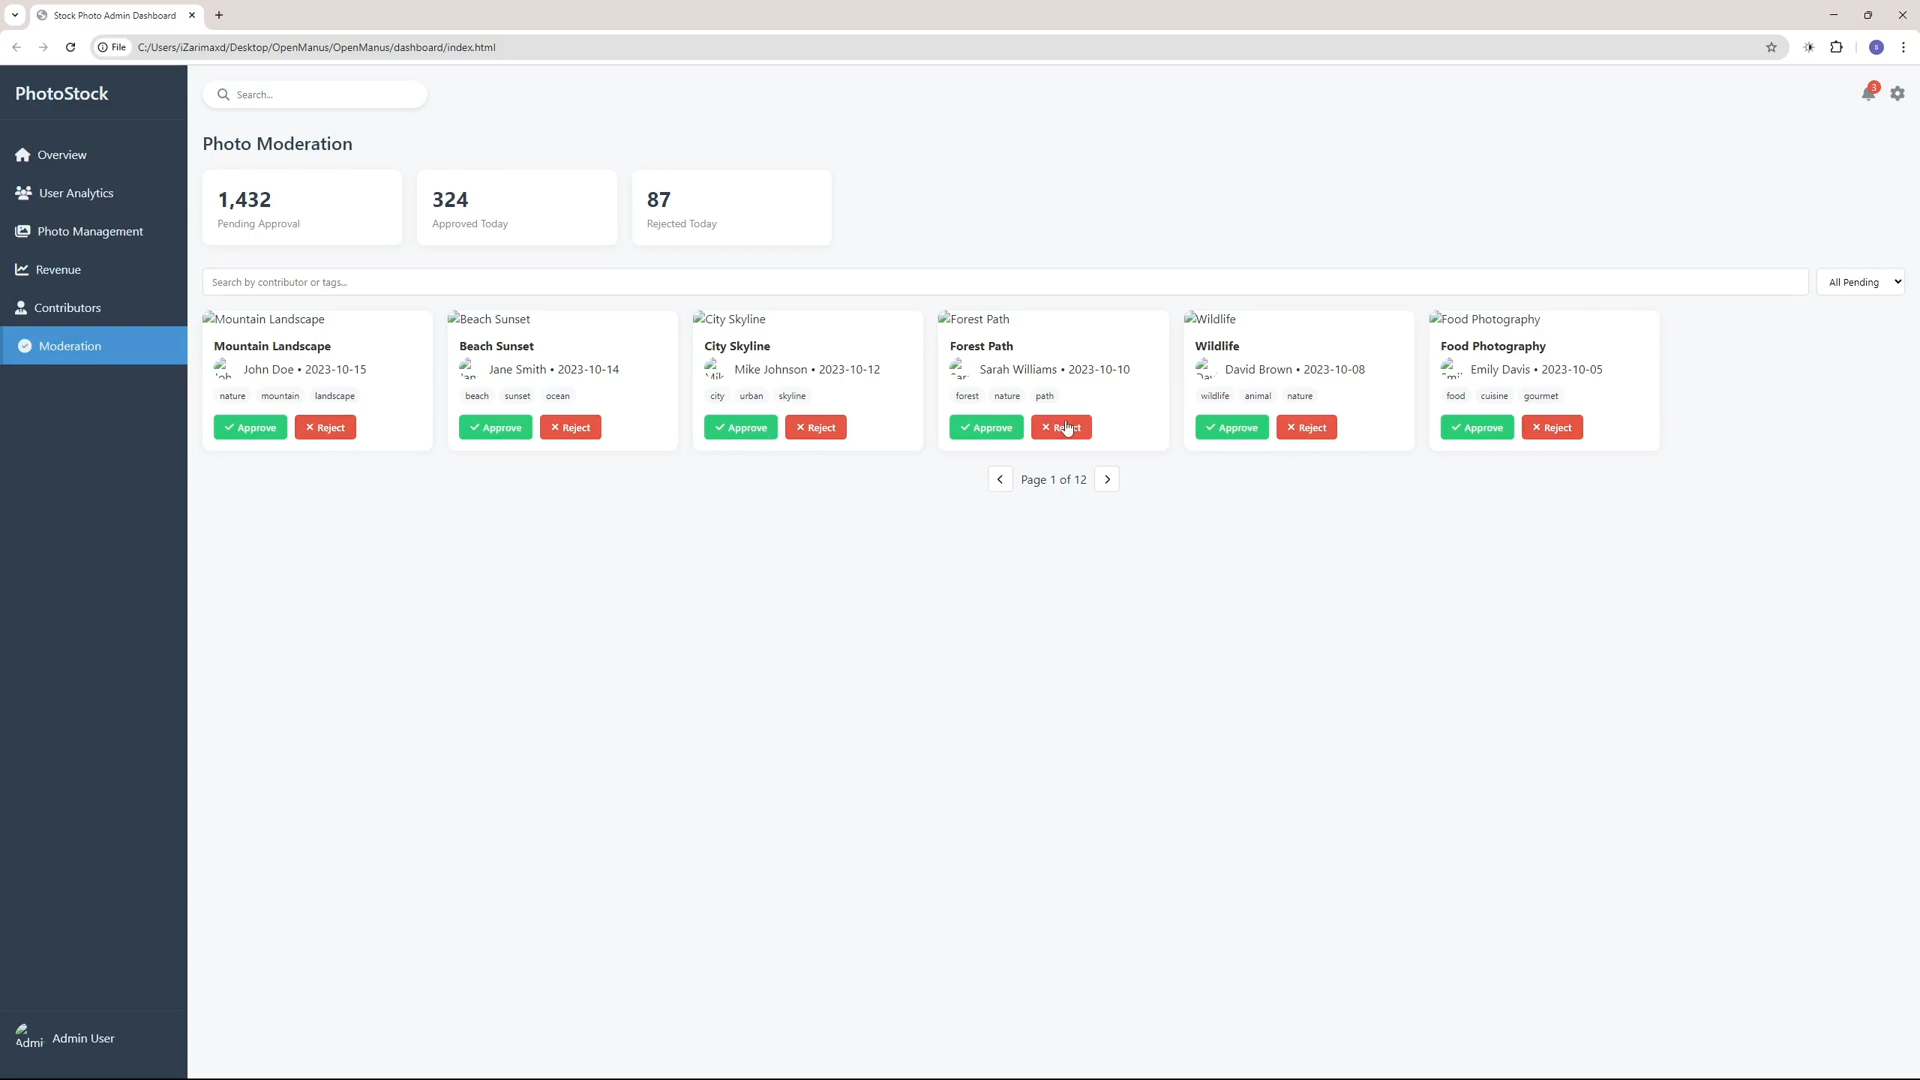 Stock Photo Admin Dashboard
File
C:/Users/iZarimaxd/Desktop/OpenManus/OpenManus/dashboard/index.html
s
PhotoStock
Search...
3
Overview
User Analytics
Photo Management
Revenue
Contributors
Moderation
Photo Moderation
1,432
Pending Approval
324
Approved Today
87
Rejected Today
Search by contributor or tags...
All Pending
Mountain Landscape
Mountain Landscape
John Doe • 2023-10-15
nature mountain landscape
Approve
Reject
Beach Sunset
Beach Sunset
Jane Smith • 2023-10-14
beach sunset ocean
Approve
Reject
City Skyline
City Skyline
Mike Johnson • 2023-10-12
city urban skyline
Approve
Reject
Forest Path
Forest Path
Sarah Williams • 2023-10-10
forest nature path
Approve
Reject
Wildlife
Wildlife
David Brown • 2023-10-08
wildlife animal nature
Approve
Reject
Food Photography
Food Photography
Emily Davis • 2023-10-05
food cuisine gourmet
Approve
Reject
Page 1 of 12
Admi
Admin User